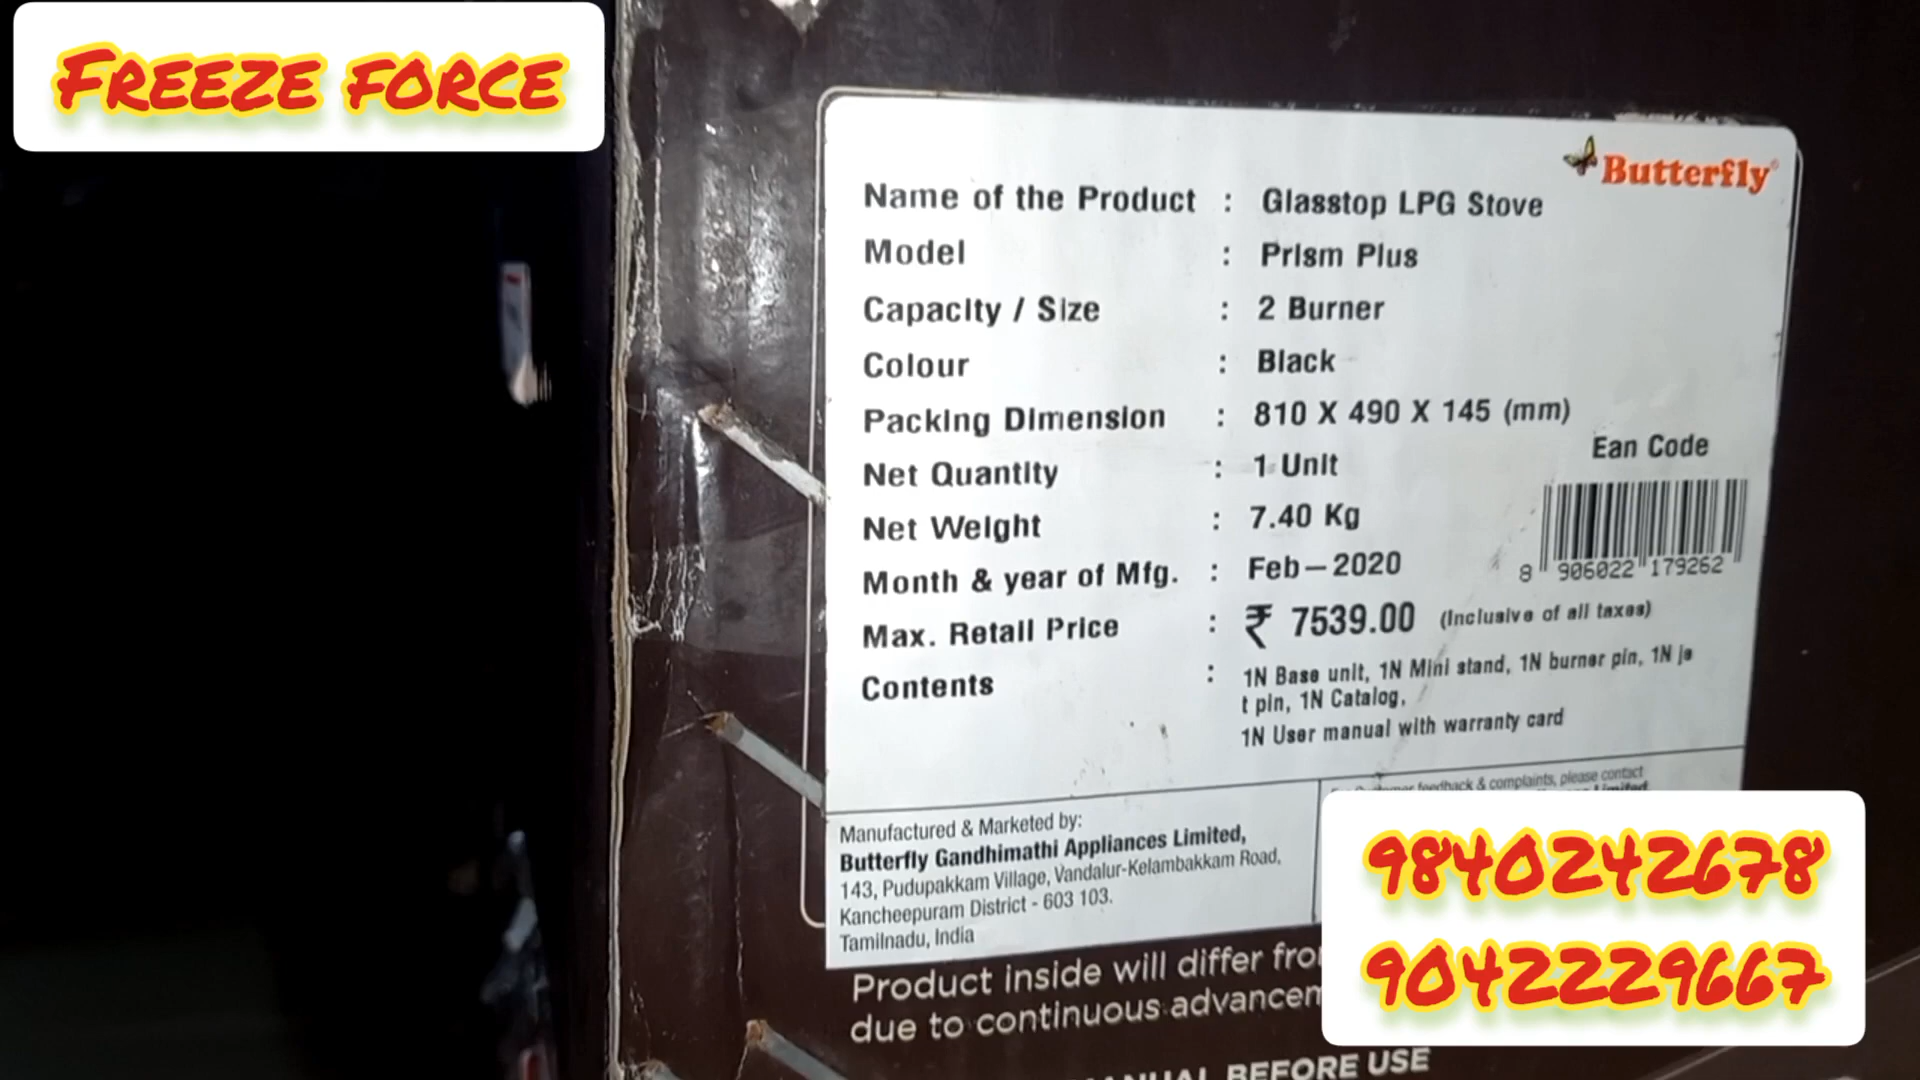 FREEZE FORCE
Butterfly
Name of the Product : Glasstop LPG Stove
Model : Prism Plus
Capacity / Size : 2 Burner
Colour : Black
Packing Dimension : 810 X 490 X 145 (mm)
Ean Code
Net Quantity : 1 Unit
Net Weight : 7.40 Kg
Month & year of Mfg. : Feb-2020
8 906022 179262
Max. Retail Price : ₹ 7539.00 (Inclusive of all taxes)
Contents : 1N Base unit, 1N Mini stand, 1N burner pin, 1N je
t pin, 1N Catalog,
1N User manual with warranty card
feedback & complaints, please contact
Limited
Manufactured & Marketed by:
Butterfly Gandhimathi Appliances Limited,
143, Pudupakkam Village, Vandalur-Kelambakkam Road,
Kancheepuram District - 603 103.
Tamilnadu, India
9840242678
9042229667
Product inside will differ
due to continuous
BEFORE USE